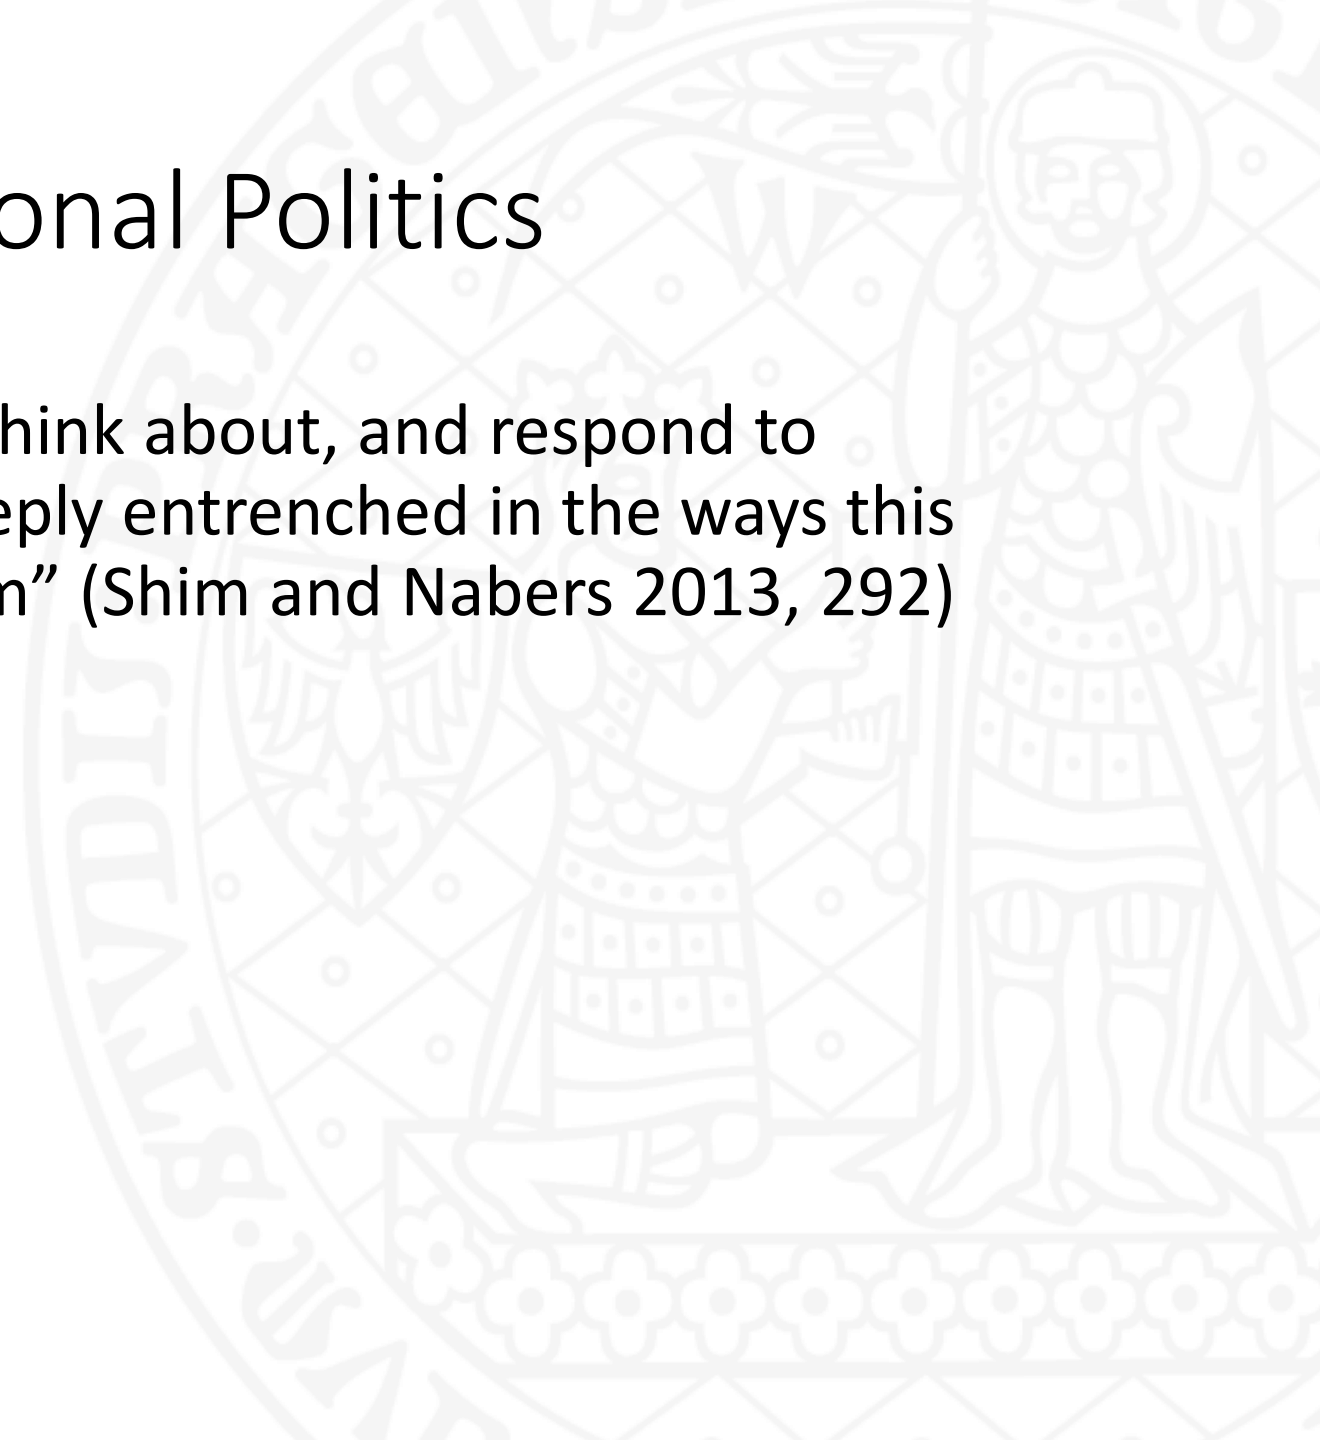 onal Politics
hink about, and respond to
eply entrenched in the ways this
m” (Shim and Nabers 2013, 292)